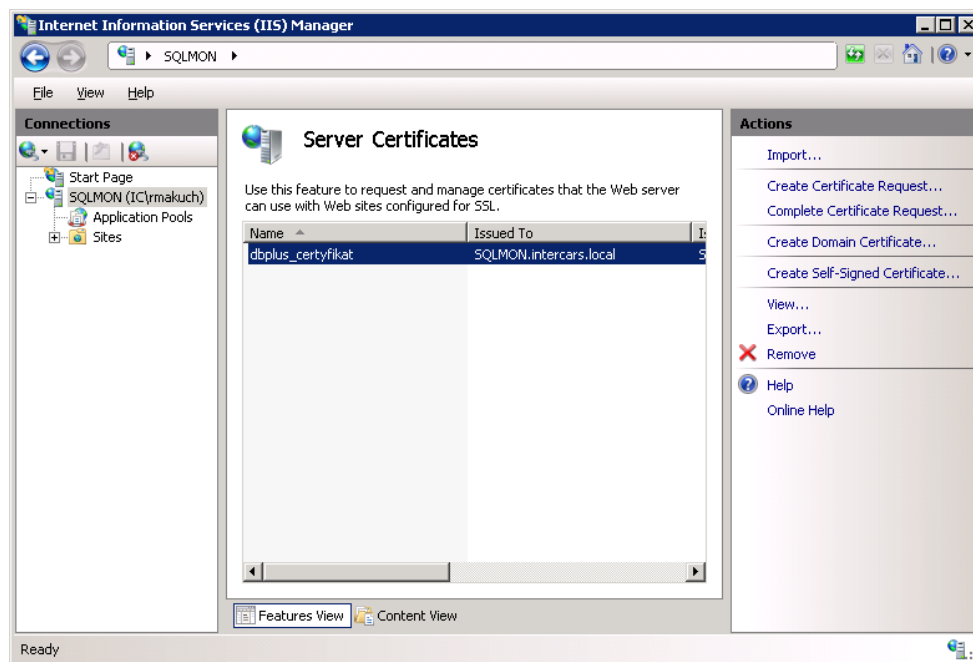 Internet Information Services (IIS) Manager
SQLMON
File View Help
Connections
Start Page
SQLMON (IC\rmakuch)
Application Pools
Sites
Server Certificates
Use this feature to request and manage certificates that the Web server
can use with Web sites configured for SSL.
Name Issued To
dbplus_certyfikat SQLMON.intercars.local
Features View Content View
Actions
Import...
Create Certificate Request...
Complete Certificate Request...
Create Domain Certificate...
Create Self-Signed Certificate...
View...
Export...
Remove
Help
Online Help
Ready